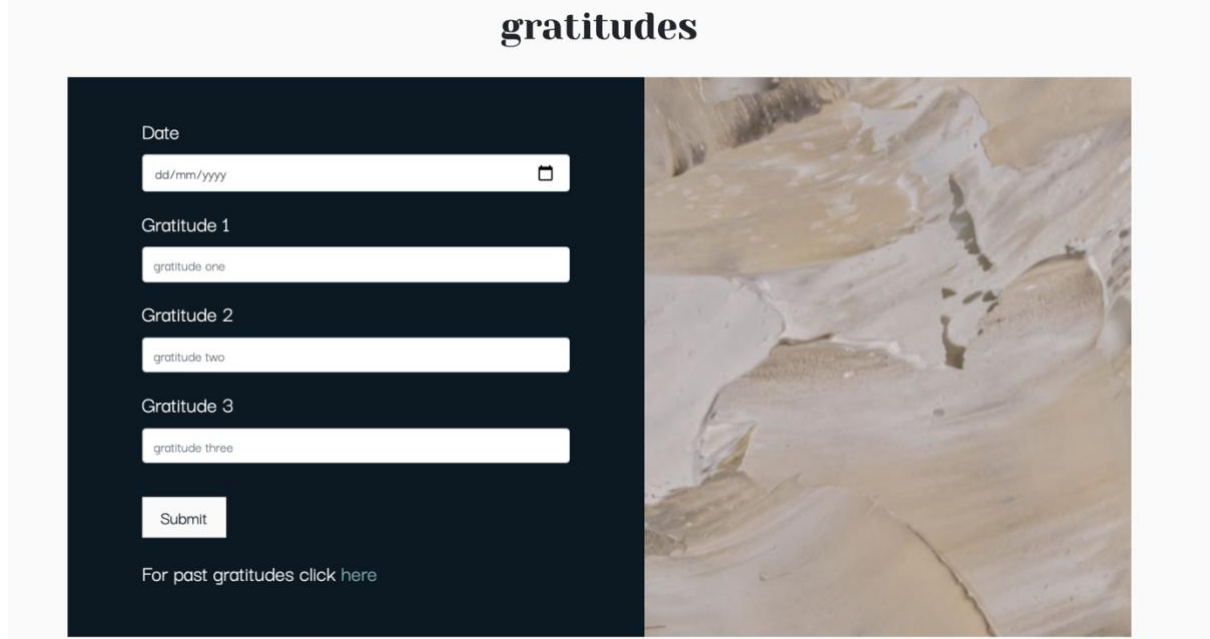 gratitudes
Date
dd/mm/yyyy
Gratitude 1
gratitude one
Gratitude 2
gratitude two
Gratitude 3
gratitude three
Submit
For past gratitudes click here